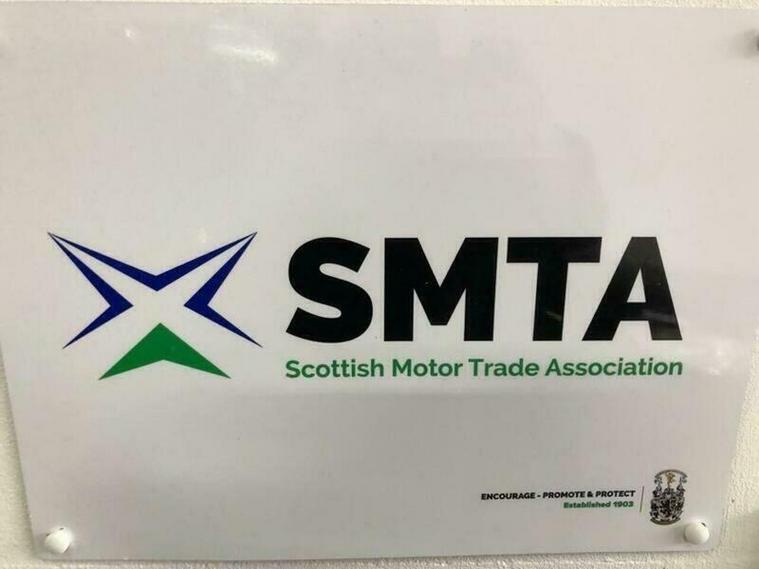 SMTA
Scottish Motor Trade Association
ENCOURAGE - PROMOTE & PROTECT
Established 1903